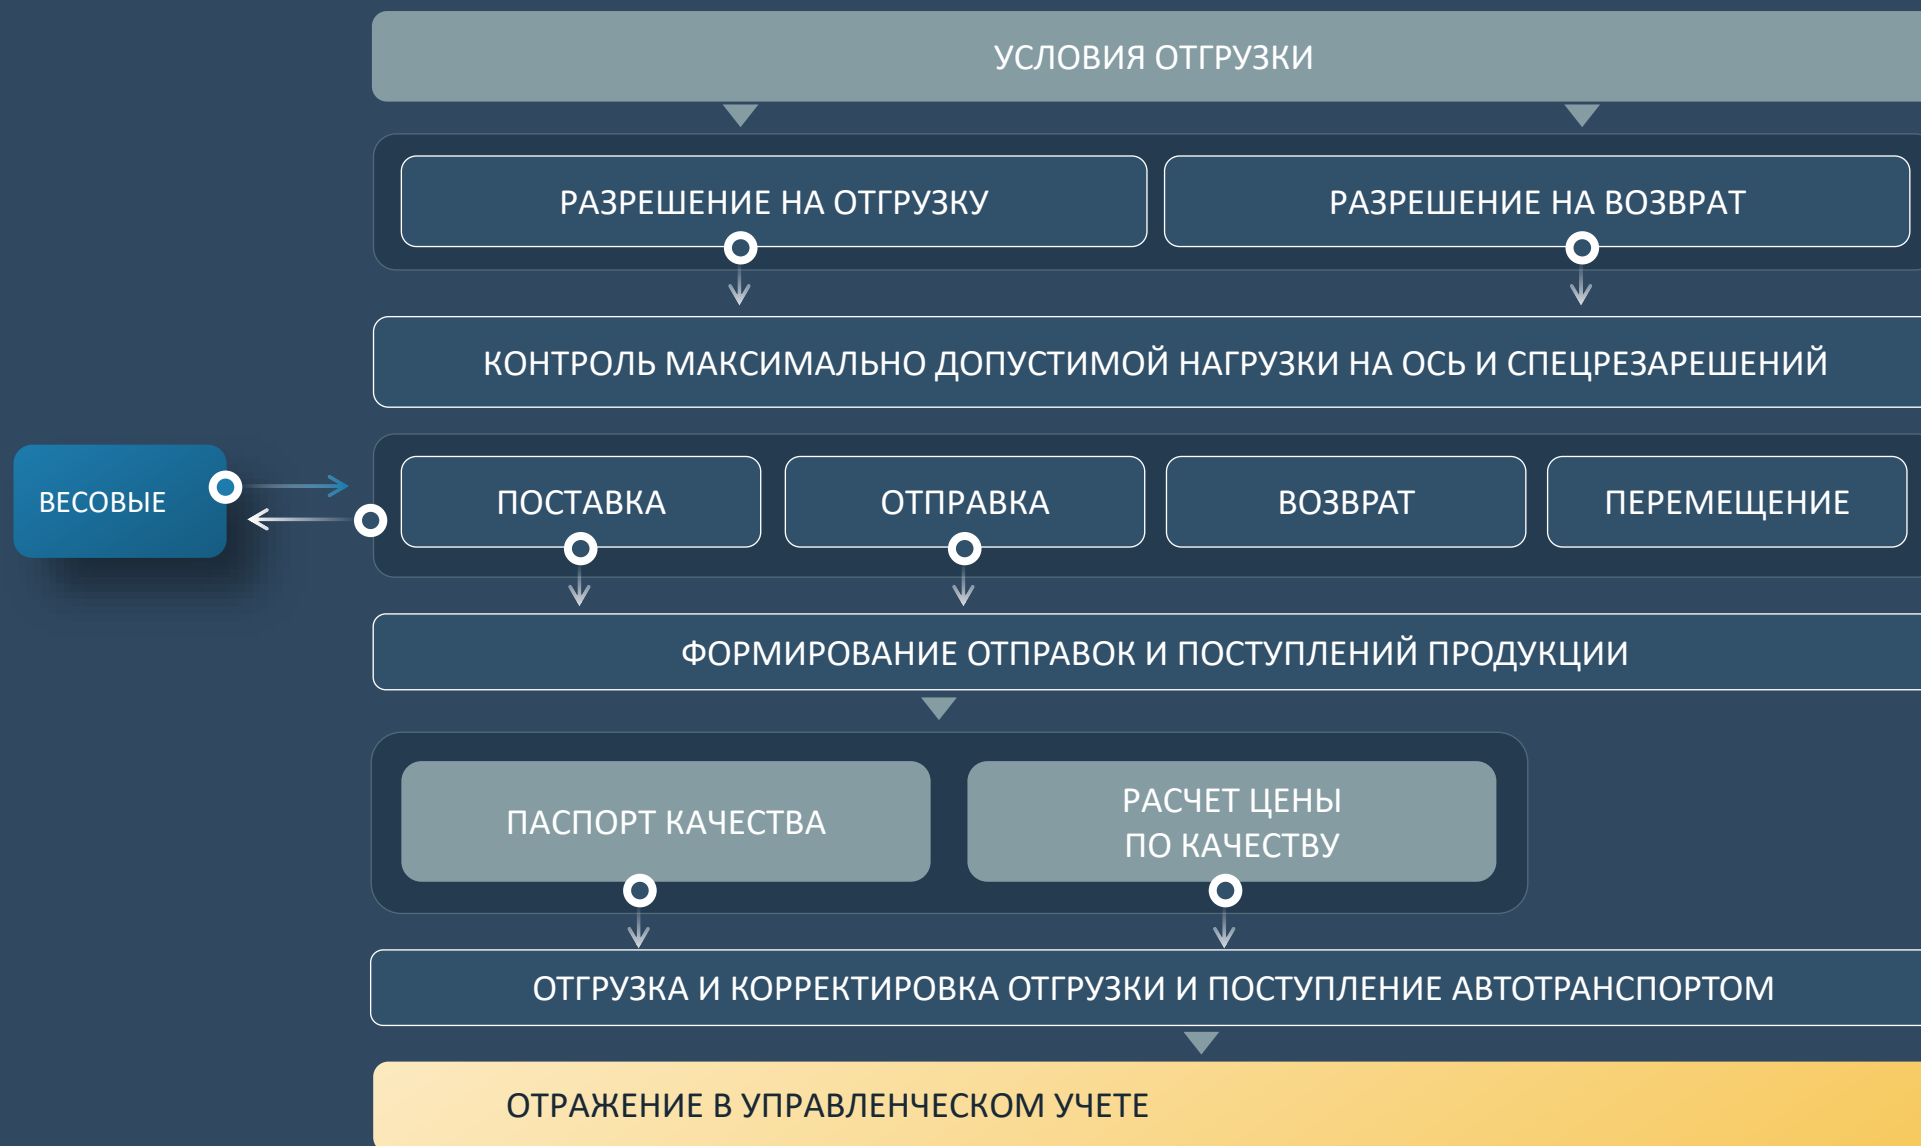 УСЛОВИЯ ОТГРУЗКИ
РАЗРЕШЕНИЕ НА ОТГРУЗКУ
РАЗРЕШЕНИЕ НА ВОЗВРАТ
КОНТРОЛЬ МАКСИМАЛЬНО ДОПУСТИМОЙ НАГРУЗКИ НА ОСЬ И СПЕЦРЕЗАРЕШЕНИЙ
ВЕСОВЫЕ
ПОСТАВКА
ОТПРАВКА
ВОЗВРАТ
ПЕРЕМЕЩЕНИЕ
ФОРМИРОВАНИЕ ОТПРАВОК И ПОСТУПЛЕНИЙ ПРОДУКЦИИ
ПАСПОРТ КАЧЕСТВА
РАСЧЕТ ЦЕНЫ
ПО КАЧЕСТВУ
ОТГРУЗКА И КОРРЕКТИРОВКА ОТГРУЗКИ И ПОСТУПЛЕНИЕ АВТОТРАНСПОРТОМ
ОТРАЖЕНИЕ В УПРАВЛЕНЧЕСКОМ УЧЕТЕ